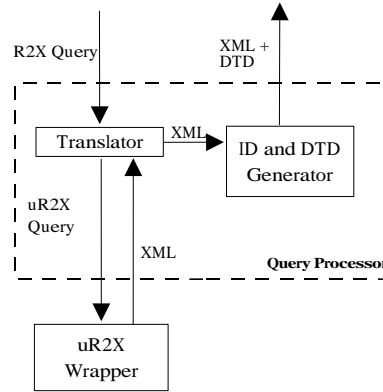 R2X Query
XML +
DTD
Translator
XML
ID and DTD
Generator
uR2X
Query
XML
Query Processor
uR2X
Wrapper